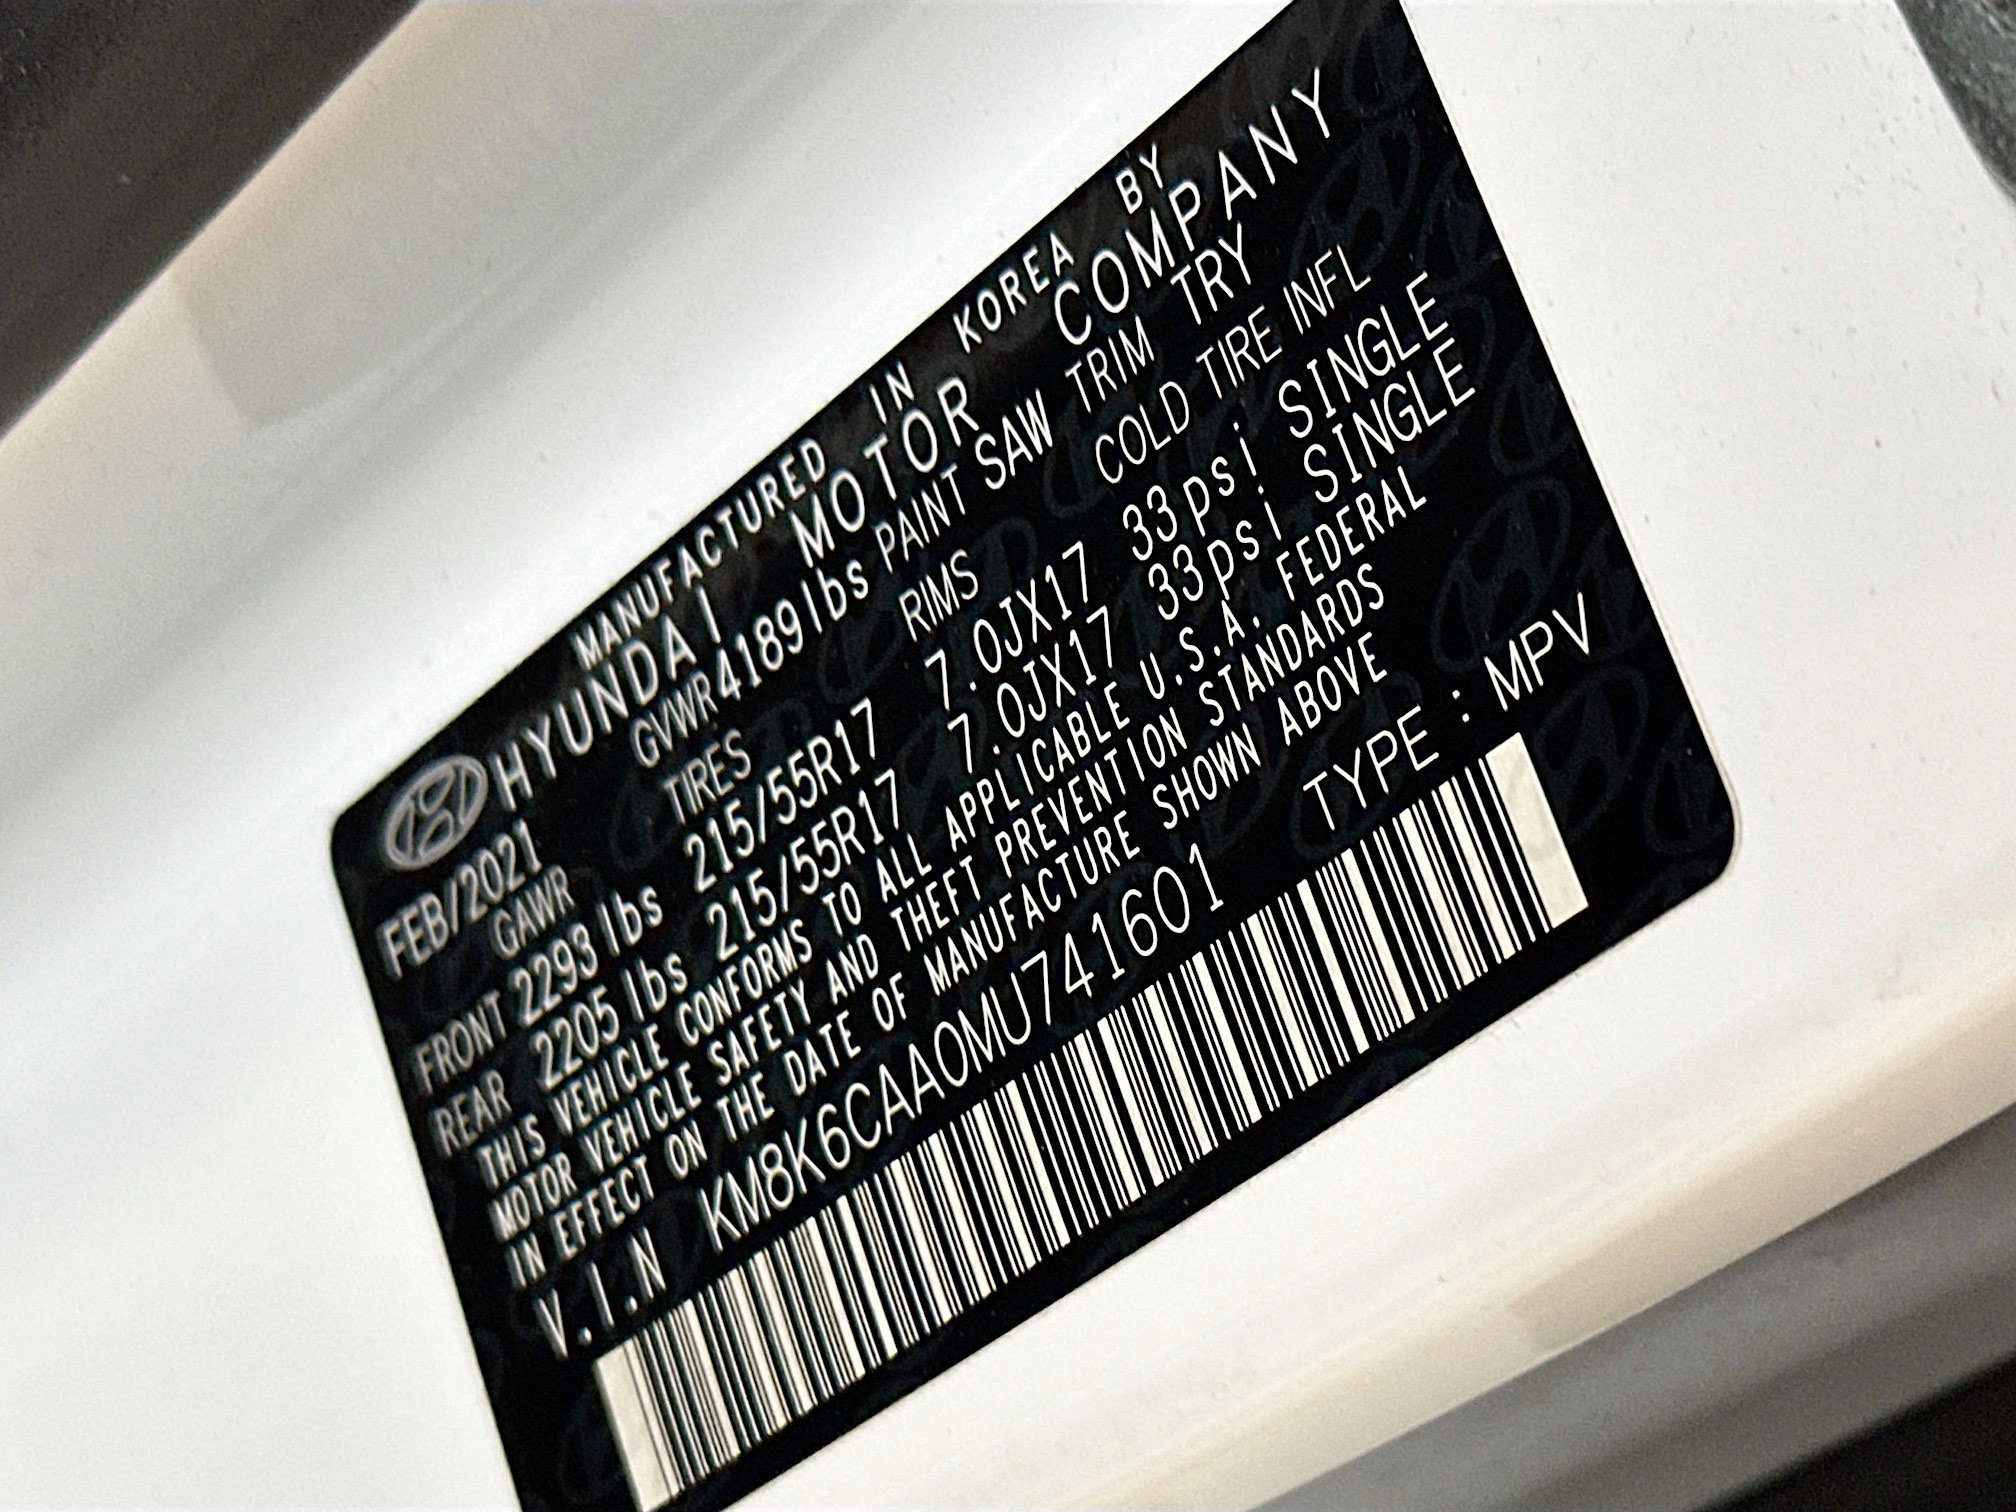 MANUFACTURED IN KOREA BY
HYUNDAI MOTOR COMPANY
FEB/2021 GVWR 4189lbs PAINT SAW TRIM TRY
GAWR TIRES RIMS COLD TIRE INFL
FRONT 2293lbs 215/55R17 7.0JX17 33psi SINGLE
REAR 2205lbs 215/55R17 7.0JX17 33psi SINGLE
THIS VEHICLE CONFORMS TO ALL APPLICABLE U.S.A. FEDERAL
MOTOR VEHICLE SAFETY AND THEFT PREVENTION STANDARDS
IN EFFECT ON THE DATE OF MANUFACTURE SHOWN ABOVE
V.I.N KM8K6CAA0MU741601 TYPE : MPV